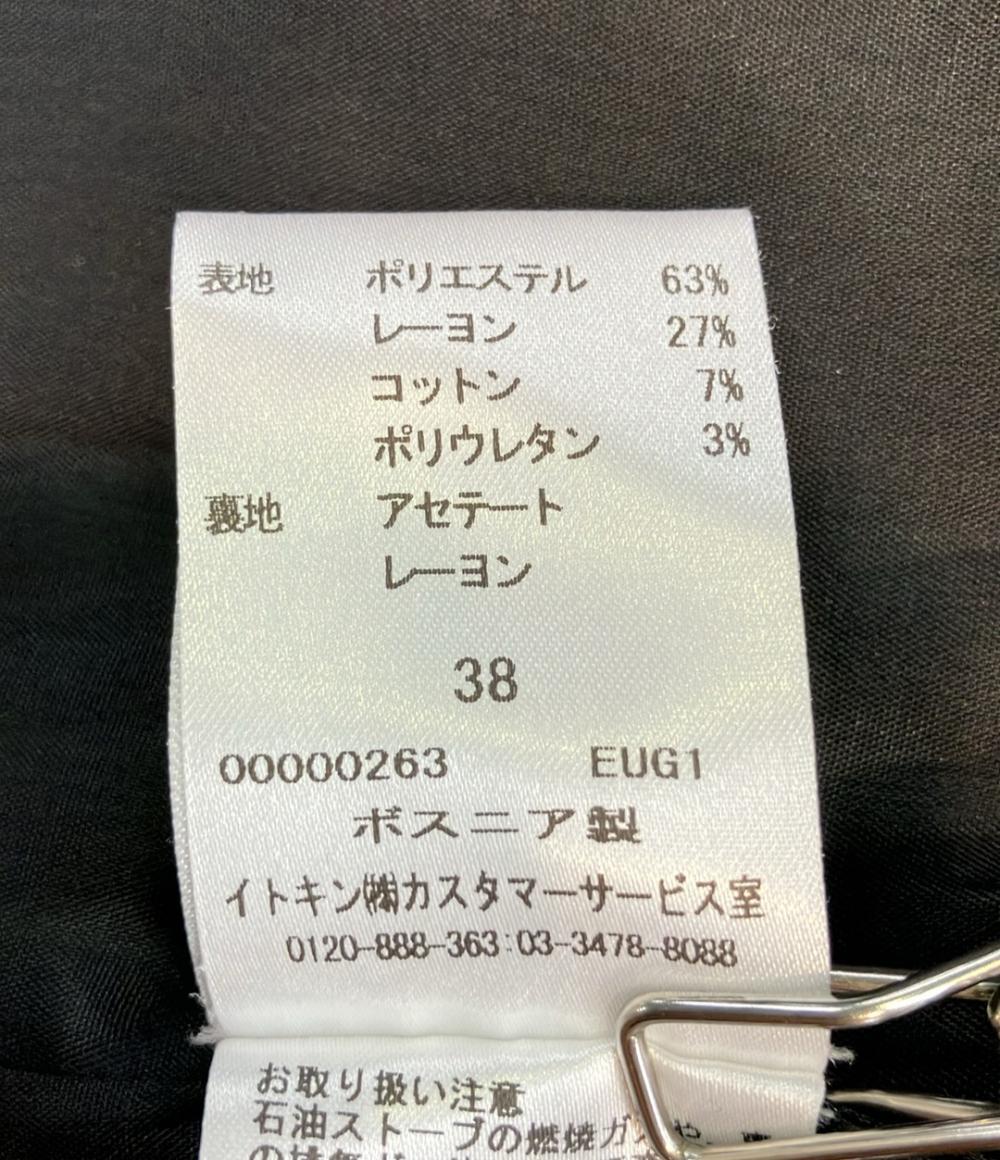 表地 ポリエステル 63%
レーヨン 27%
コットン 7%
ポリウレタン 3%
裏地 アセテート
レーヨン
38
00000263 EUG1
ボスニア製
イトキン㈱カスタマーサービス室
0120-888-363:03-3478-8088
お取り扱い注意
石油ストーブの燃焼ガ